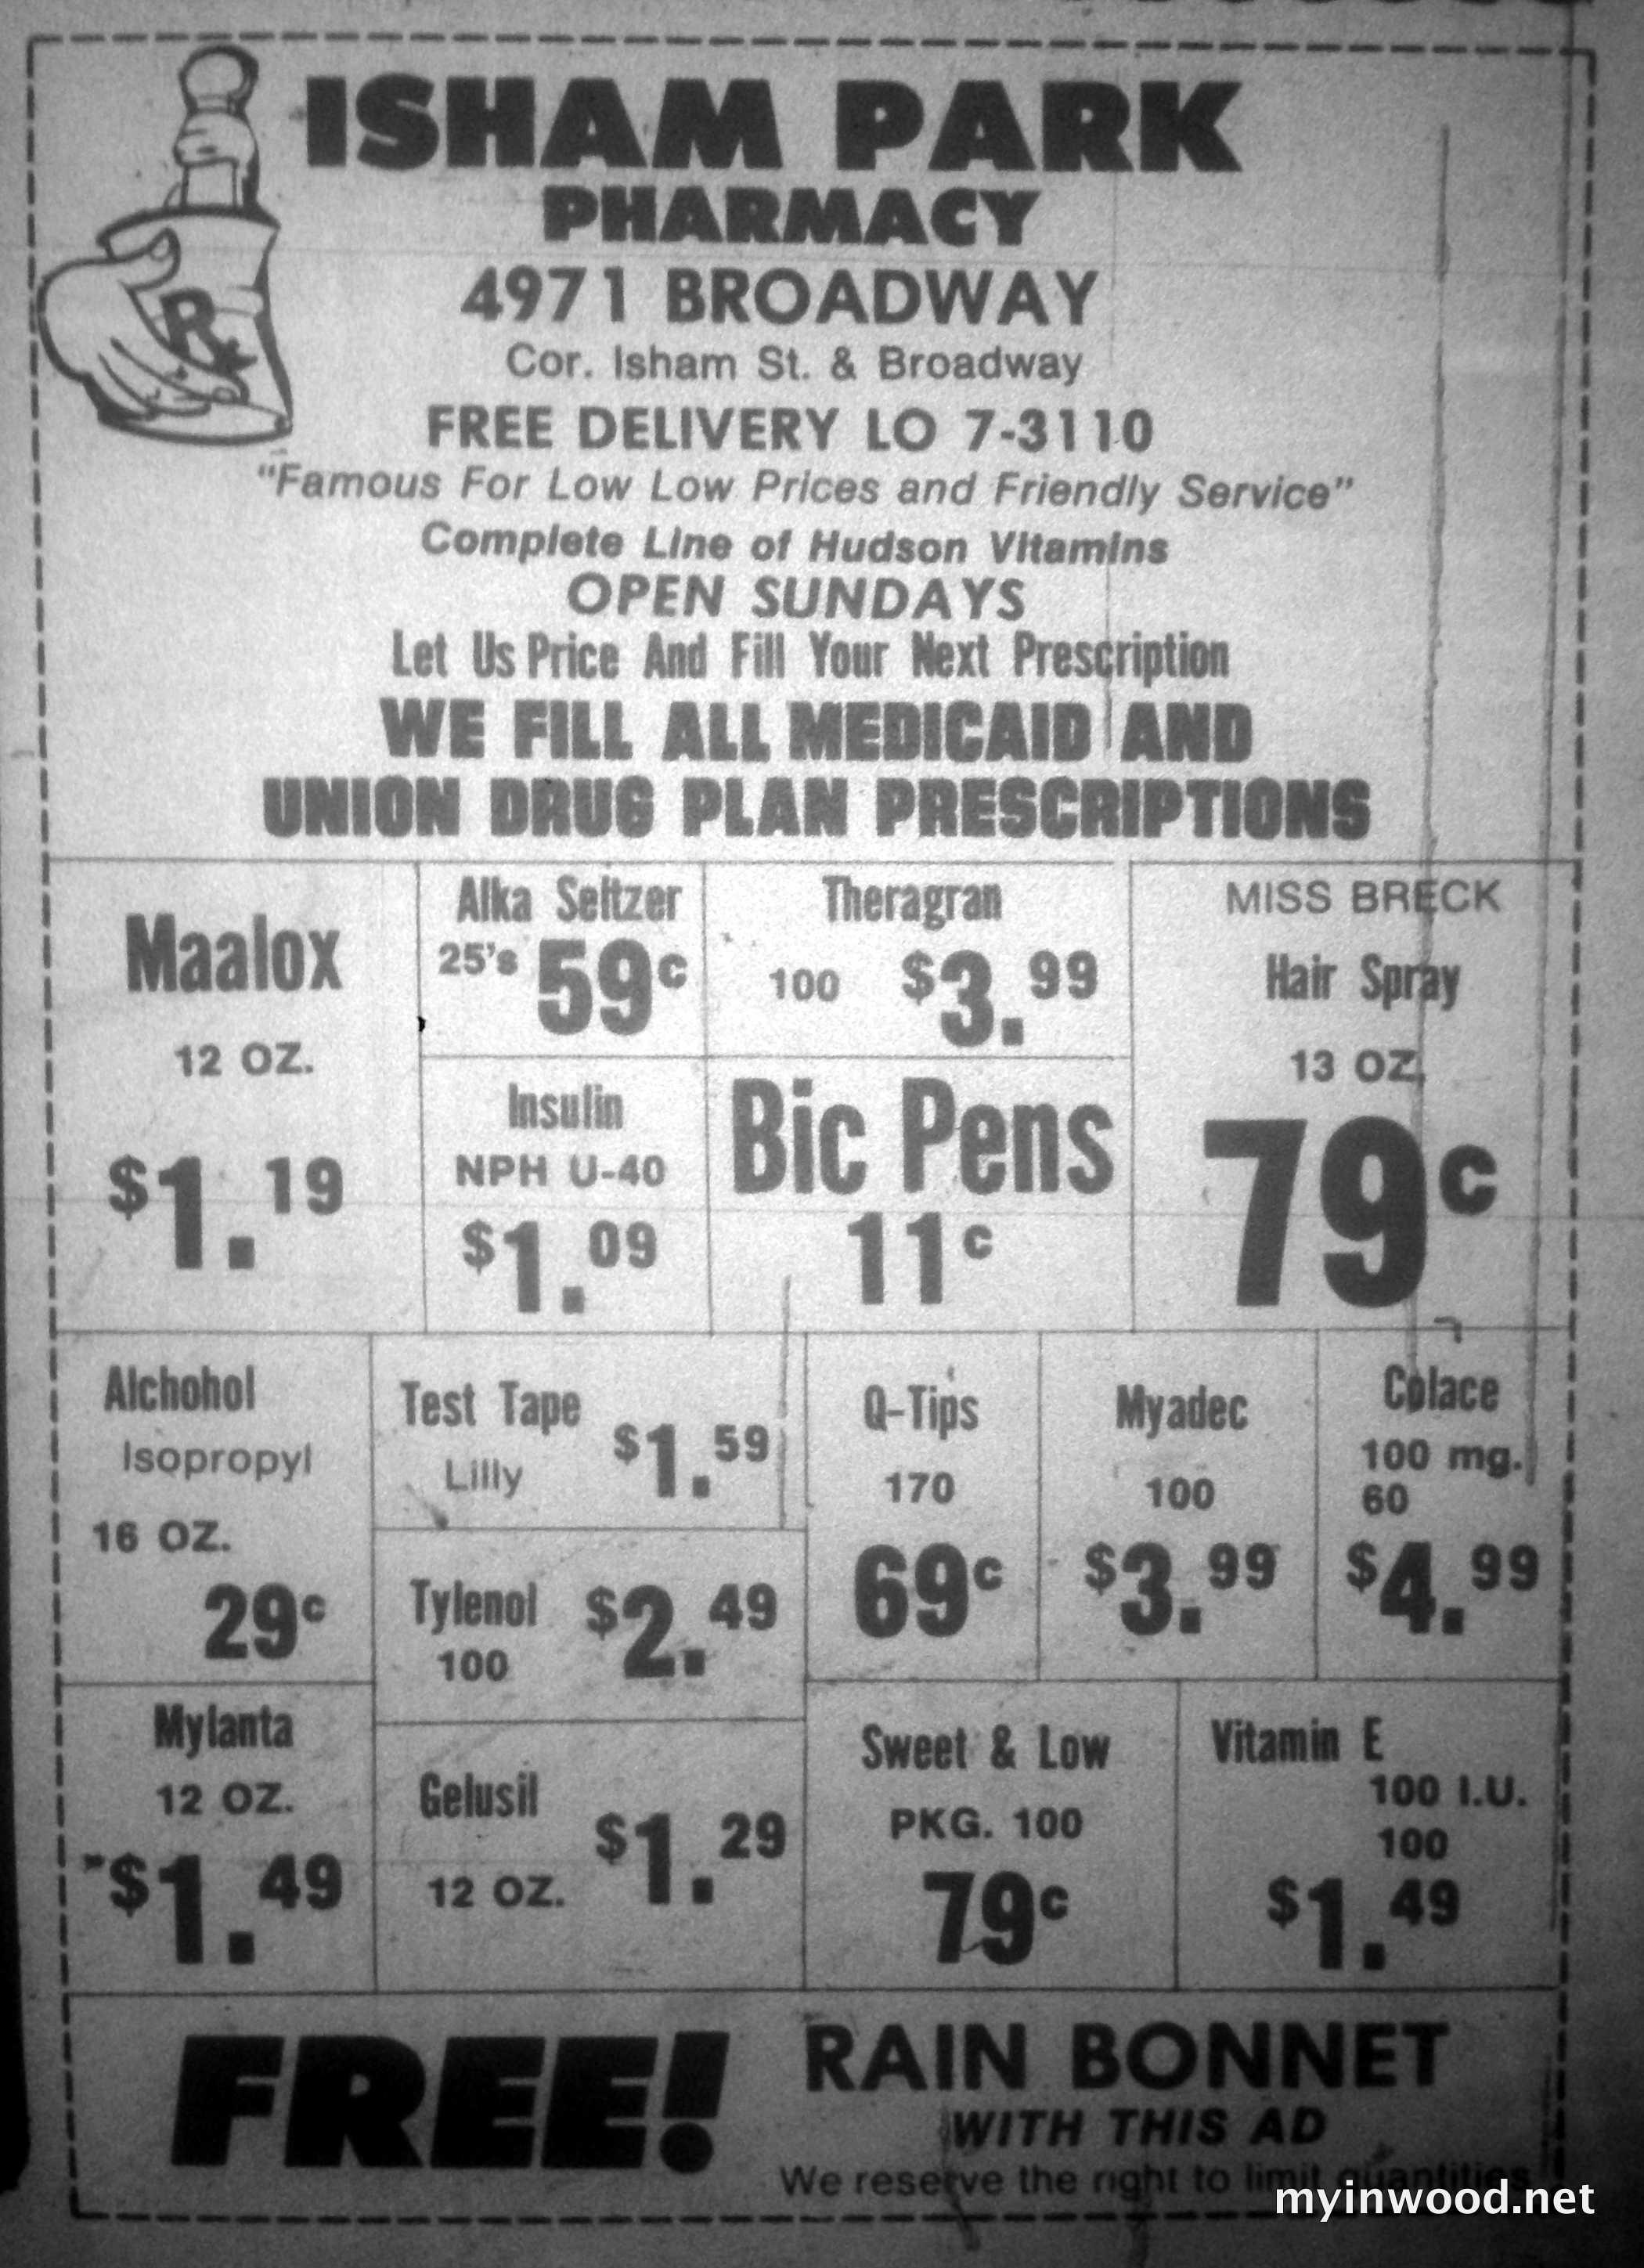 ISHAM PARK
PHARMACY
4971 BROADWAY
Cor. Isham St. & Broadway
FREE DELIVERY LO 7-3110
"Famous For Low Low Prices and Friendly Service"
Complete Line of Hudson Vitamins
OPEN SUNDAYS
Let Us Price And Fill Your Next Prescription
WE FILL ALL MEDICAID AND
UNION DRUG PLAN PRESCRIPTIONS
Rx
Maalox
12 OZ.
$1.19
Alka Seltzer
25's 59c
Theragran
100 $3.99
MISS BRECK
Hair Spray
13 OZ.
79c
Insulin
NPH U-40
$1.09
Bic Pens
11c
Alchohol
Isopropyl
16 OZ.
29c
Test Tape
Lilly
$1.59
Q-Tips
170
69c
Myadec
100
$3.99
Colace
100 mg.
60
$4.99
Tylenol
100
$2.49
Mylanta
12 OZ.
$1.49
Gelusil
12 OZ.
$1.29
Sweet & Low
PKG. 100
79c
Vitamin E
100 I.U.
100
$1.49
FREE!
RAIN BONNET
WITH THIS AD
We reserve the right to limit quantities
myinwood.net